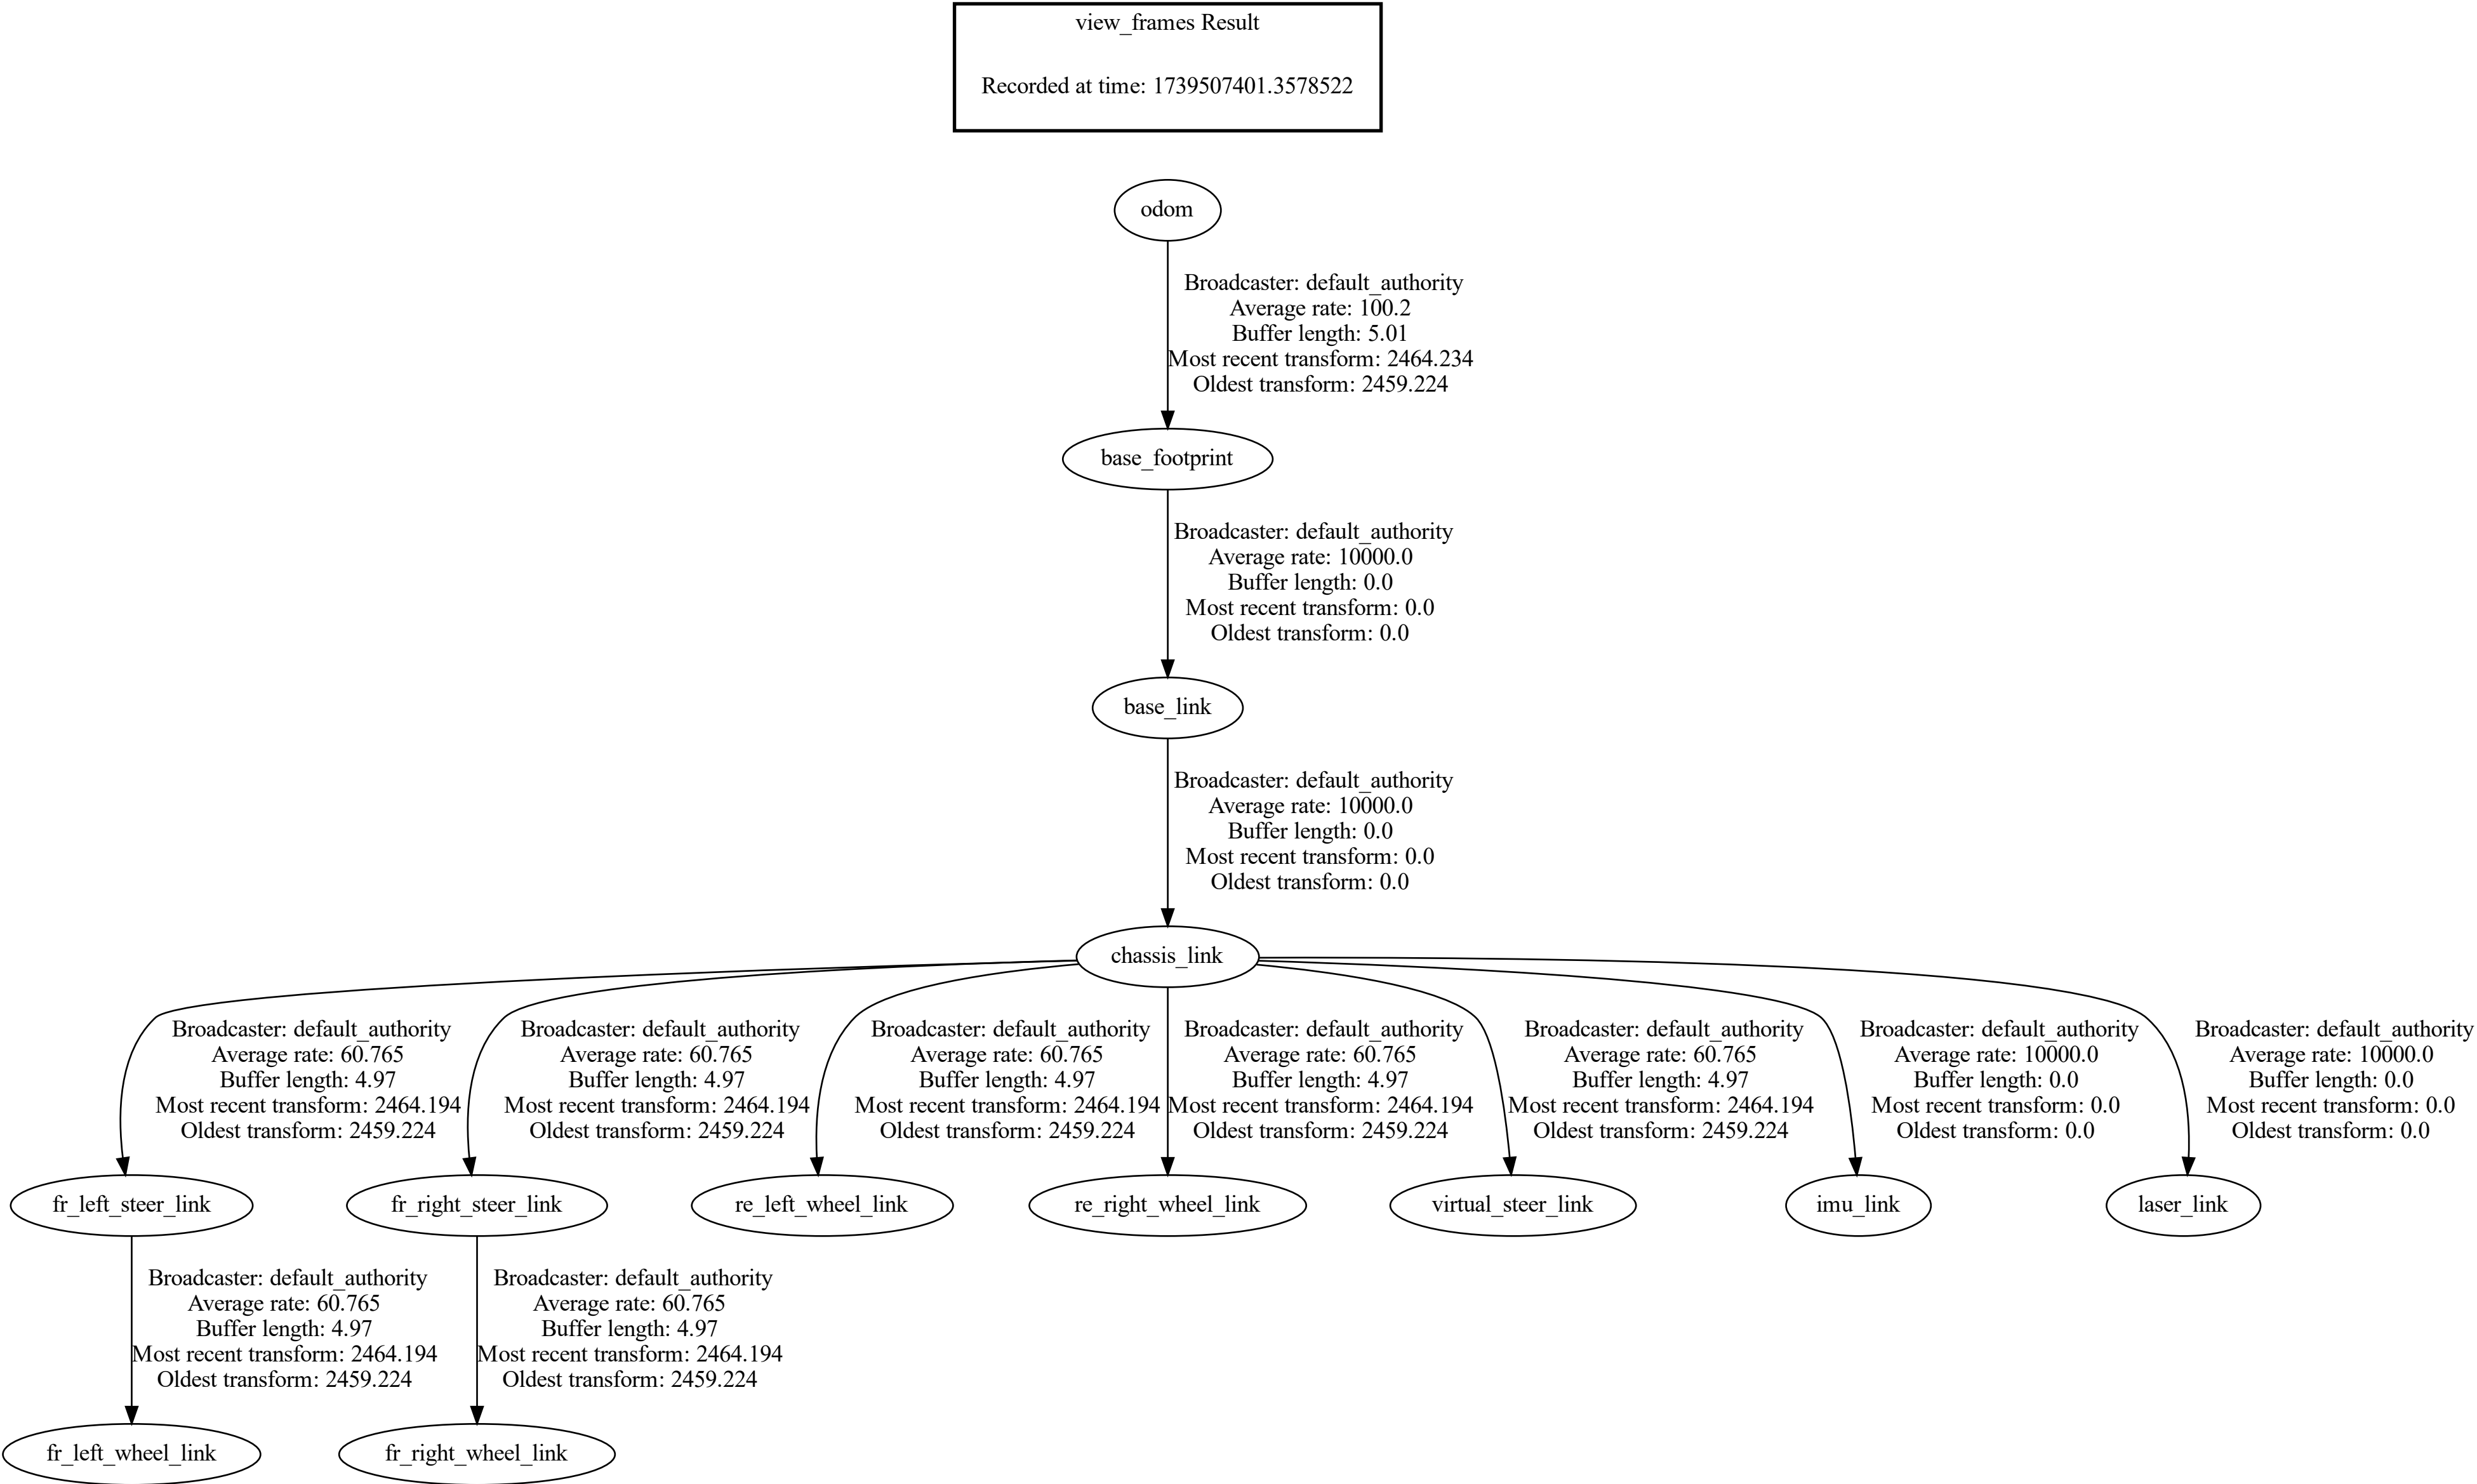 view_frames Result
Recorded at time: 1739507401.3578522
odom
Broadcaster: default_authority
Average rate: 100.2
Buffer length: 5.01
Most recent transform: 2464.234
Oldest transform: 2459.224
base_footprint
Broadcaster: default_authority
Average rate: 10000.0
Buffer length: 0.0
Most recent transform: 0.0
Oldest transform: 0.0
base_link
Broadcaster: default_authority
Average rate: 10000.0
Buffer length: 0.0
Most recent transform: 0.0
Oldest transform: 0.0
chassis_link
Broadcaster: default_authority
Average rate: 60.765
Buffer length: 4.97
Most recent transform: 2464.194
Oldest transform: 2459.224
Broadcaster: default_authority
Average rate: 60.765
Buffer length: 4.97
Most recent transform: 2464.194
Oldest transform: 2459.224
Broadcaster: default_authority
Average rate: 60.765
Buffer length: 4.97
Most recent transform: 2464.194
Oldest transform: 2459.224
Broadcaster: default_authority
Average rate: 60.765
Buffer length: 4.97
Most recent transform: 2464.194
Oldest transform: 2459.224
Broadcaster: default_authority
Average rate: 60.765
Buffer length: 4.97
Most recent transform: 2464.194
Oldest transform: 2459.224
Broadcaster: default_authority
Average rate: 10000.0
Buffer length: 0.0
Most recent transform: 0.0
Oldest transform: 0.0
Broadcaster: default_authority
Average rate: 10000.0
Buffer length: 0.0
Most recent transform: 0.0
Oldest transform: 0.0
fr_left_steer_link
fr_right_steer_link
re_left_wheel_link
re_right_wheel_link
virtual_steer_link
imu_link
laser_link
Broadcaster: default_authority
Average rate: 60.765
Buffer length: 4.97
Most recent transform: 2464.194
Oldest transform: 2459.224
Broadcaster: default_authority
Average rate: 60.765
Buffer length: 4.97
Most recent transform: 2464.194
Oldest transform: 2459.224
fr_left_wheel_link
fr_right_wheel_link